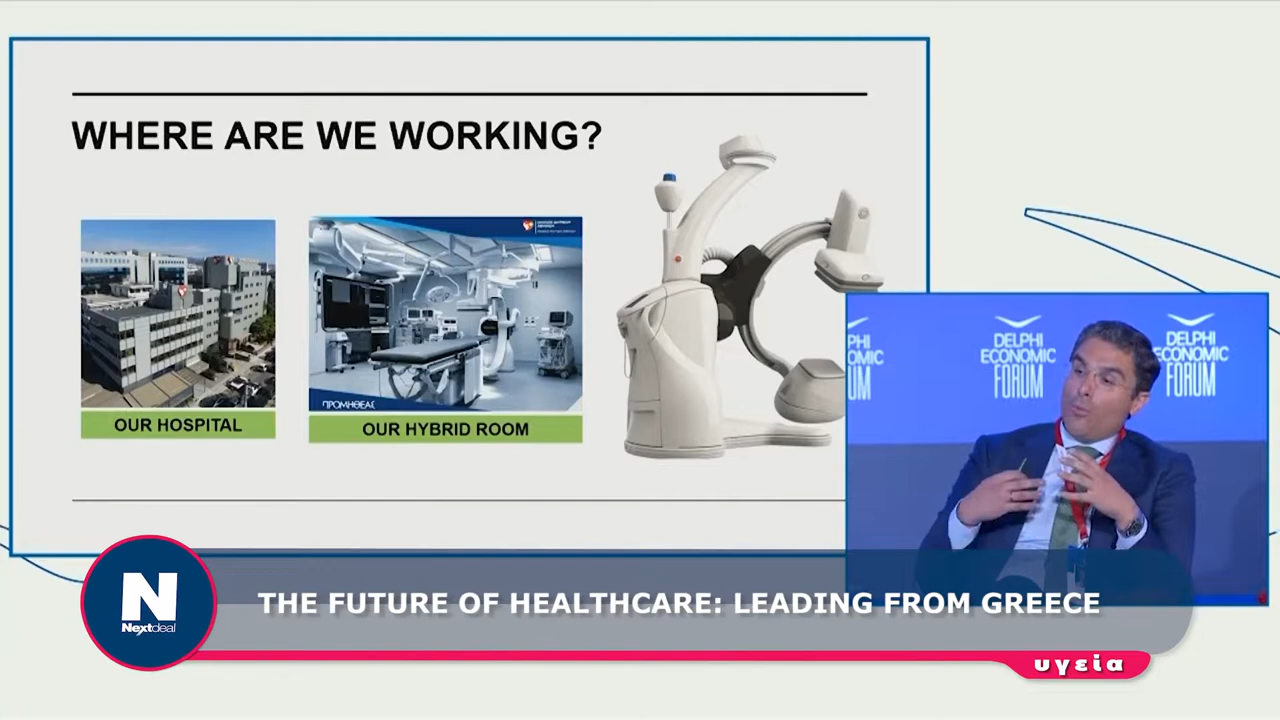 WHERE ARE WE WORKING?
ΠΡΟΜΗΘΕΑΣ
OUR HOSPITAL
OUR HYBRID ROOM
DELPHI
ECONOMIC
FORUM
DELPHI
ECONOMIC
FORUM
N
Nextdeal
THE FUTURE OF HEALTHCARE: LEADING FROM GREECE
υγεία